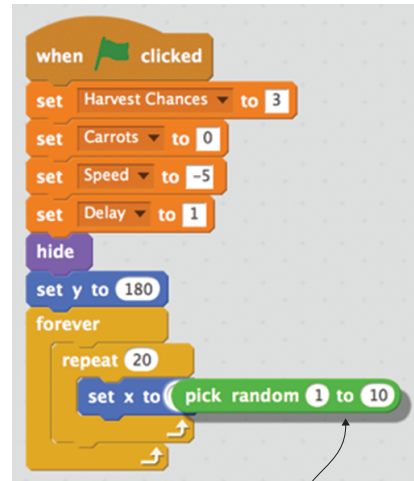 when clicked
set Harvest Chances to 3
set Carrots to 0
set Speed to -5
set Delay to 1
hide
set y to 180
forever
repeat 20
set x to pick random 1 to 10